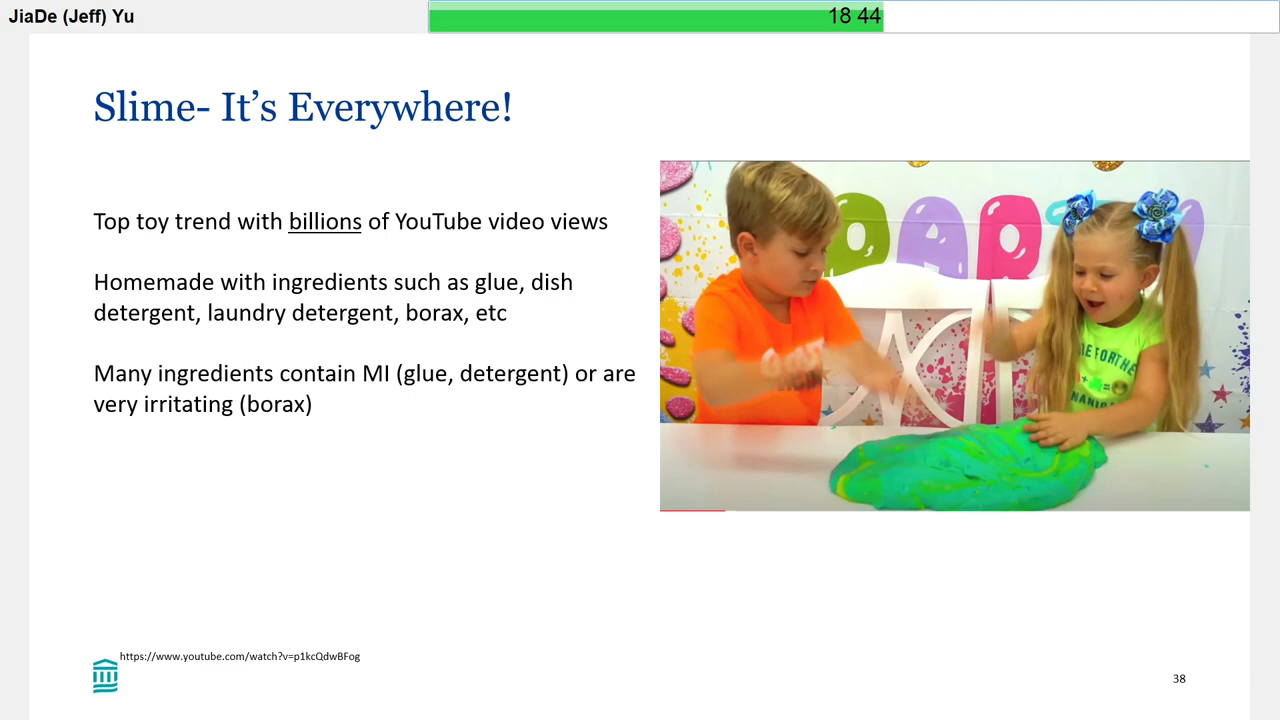 JiaDe (Jeff) Yu
18 44
Slime- It's Everywhere!
Top toy trend with billions of YouTube video views
Homemade with ingredients such as glue, dish
detergent, laundry detergent, borax, etc
Many ingredients contain MI (glue, detergent) or are
very irritating (borax)
https://www.youtube.com/watch?v=p1kcQdwBFog
38